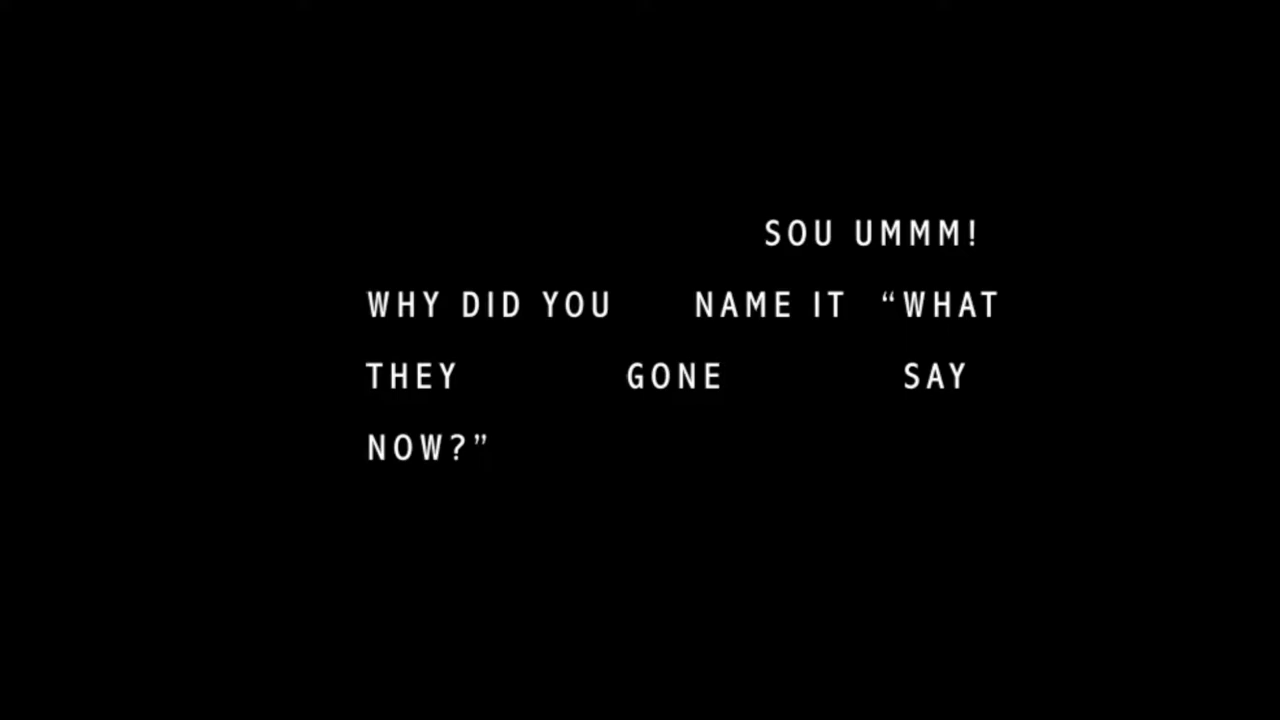 SOU UMMM!
WHY DID YOU NAME IT “WHAT
THEY GONE SAY
NOW?”